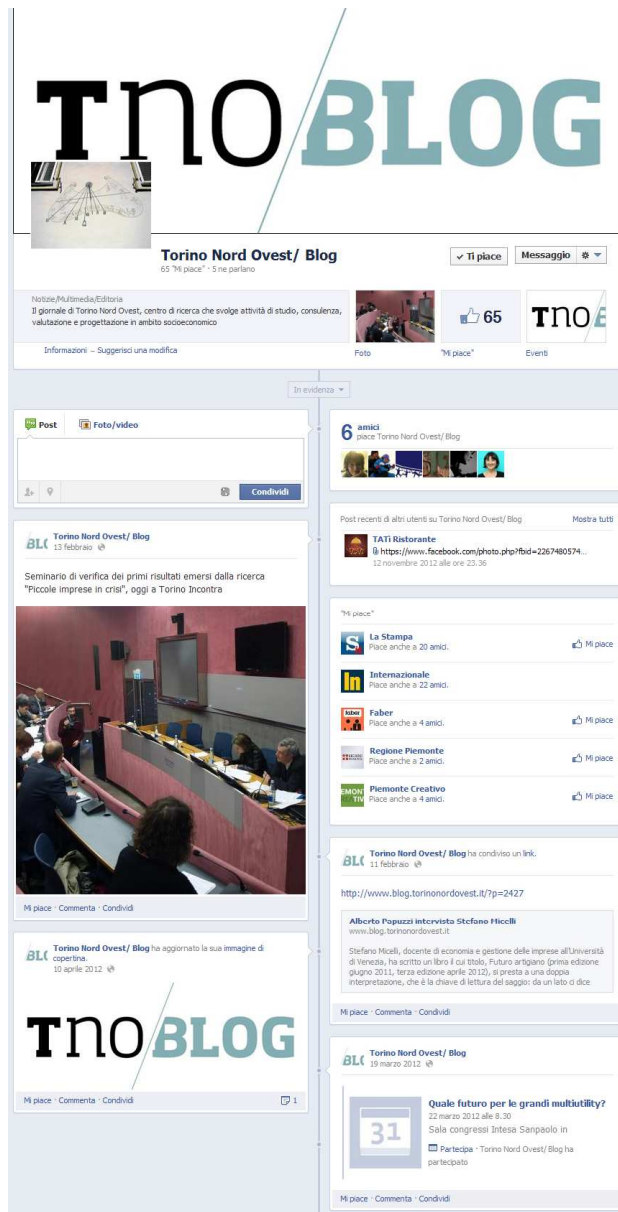 TNO/BLOG
Torino Nord Ovest/ Blog
65 "Mi piace" · 5 ne parlano
Ti piace
Messaggio
Notizie/Multimedia/Editoria
Il giornale di Torino Nord Ovest, centro di ricerca che svolge attività di studio, consulenza,
valutazione e progettazione in ambito socioeconomico
Informazioni – Suggerisci una modifica
65
TNO
Foto
"Mi piace"
Eventi
In evidenza
Post
Foto/video
Condividi
BLO
Torino Nord Ovest/ Blog
13 febbraio
Seminario di verifica dei primi risultati emersi dalla ricerca
"Piccole imprese in crisi", oggi a Torino Incontra
Mi piace · Commenta · Condividi
Torino Nord Ovest/ Blog ha aggiornato la sua immagine di
copertina.
10 aprile 2012
TNO/BLOG
Mi piace · Commenta · Condividi
1
6 amici
piace Torino Nord Ovest/ Blog
Post recenti di altri utenti su Torino Nord Ovest/ Blog
Mostra tutti
TATì Ristorante
https://www.facebook.com/photo.php?fbid=2267480574...
12 novembre 2012 alle ore 23.36
"Mi piace"
La Stampa
Piace anche a 20 amici.
Mi piace
Internazionale
Piace anche a 22 amici.
Faber
Piace anche a 4 amici.
Mi piace
Regione Piemonte
Piace anche a 2 amici.
Mi piace
Piemonte Creativo
Piace anche a 4 amici.
Mi piace
Torino Nord Ovest/ Blog ha condiviso un link.
11 febbraio
http://www.blog.torinonordovest.it/?p=2427
Alberto Papuzzi intervista Stefano Micelli
www.blog.torinonordovest.it
Stefano Micelli, docente di economia e gestione delle imprese all'Università
di Venezia, ha scritto un libro il cui titolo, Futuro artigiano (prima edizione
giugno 2011, terza edizione aprile 2012), si presta a una doppia
interpretazione, che è la chiave di lettura del saggio: da un lato ci dice
Mi piace · Commenta · Condividi
Torino Nord Ovest/ Blog
19 marzo 2012
31
Quale futuro per le grandi multiutility?
22 marzo 2012 alle 8.30
Sala congressi Intesa Sanpaolo in
Partecipa · Torino Nord Ovest/ Blog ha
partecipato
Mi piace · Commenta · Condividi